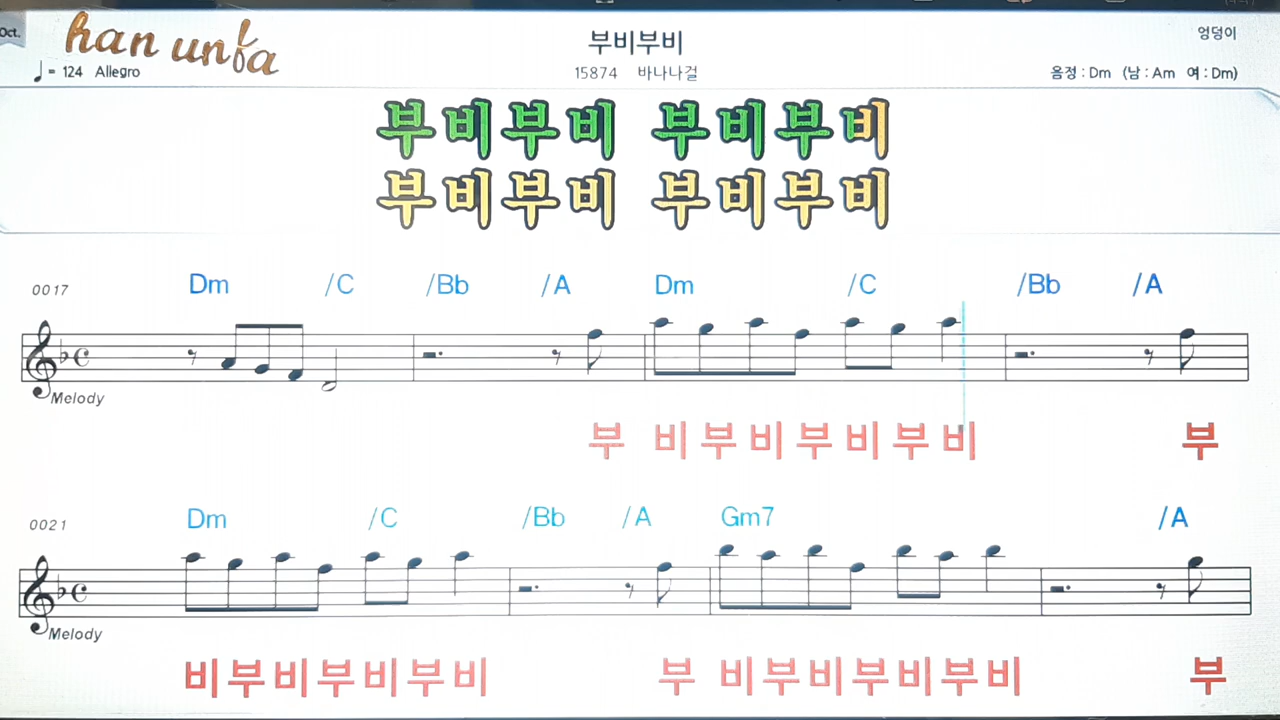 Oct.
han unfa
부비부비
엉덩이
♩= 124 Allegro
15874 바나나걸
음정 : Dm (남 : Am 여 : Dm)
부비부비 부비부비
부비부비 부비부비
0017 Dm /C /Bb /A Dm /C /Bb /A
Melody
부 비부비부비부비 부
0021 Dm /C /Bb /A Gm7 /A
Melody
비부비부비부비 부 비부비부비부비 부